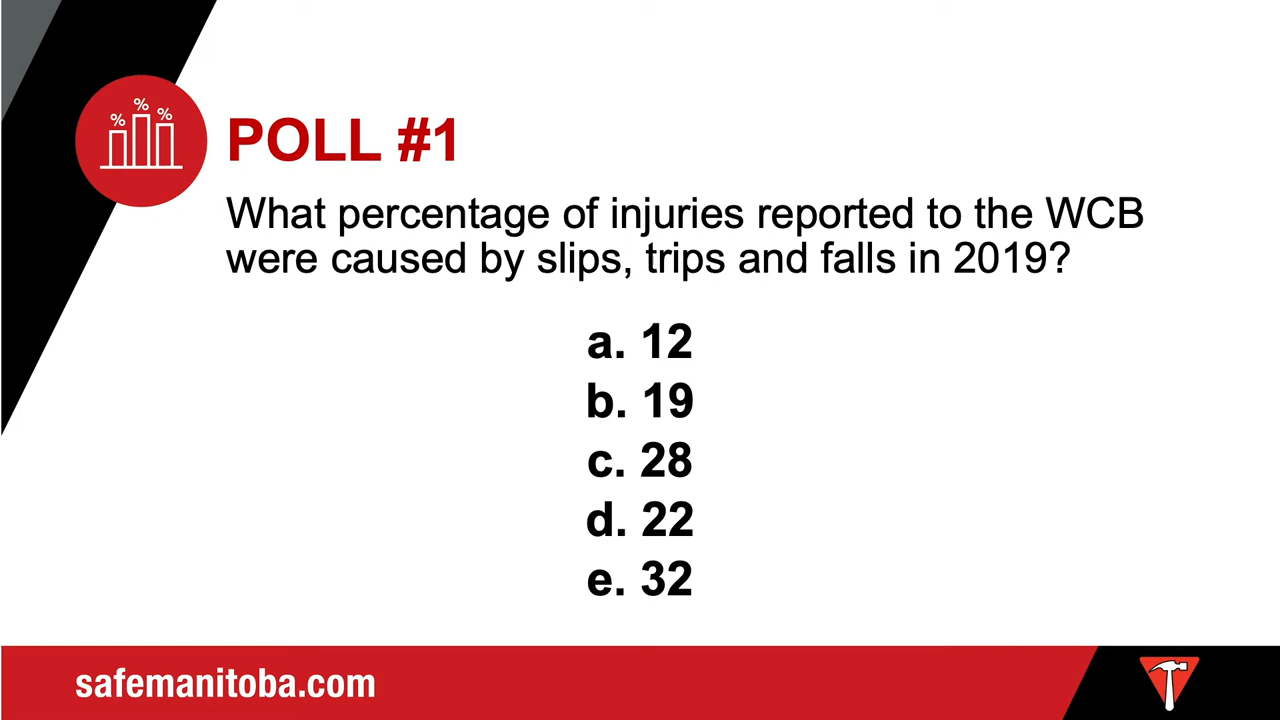 % % %
POLL #1
What percentage of injuries reported to the WCB
were caused by slips, trips and falls in 2019?
a. 12
b. 19
c. 28
d. 22
e. 32
safemanitoba.com